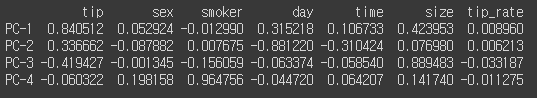 tip sex smoker day time size tip_rate
PC-1 0.840512 0.052924 -0.012990 0.315218 0.106733 0.423953 0.008960
PC-2 0.336662 -0.087882 0.007675 -0.881220 -0.310424 0.076980 0.006213
PC-3 -0.419427 -0.001345 -0.156059 -0.063374 -0.058540 0.889483 -0.033187
PC-4 -0.060322 0.198158 0.964756 -0.044720 0.064207 0.141740 -0.011275